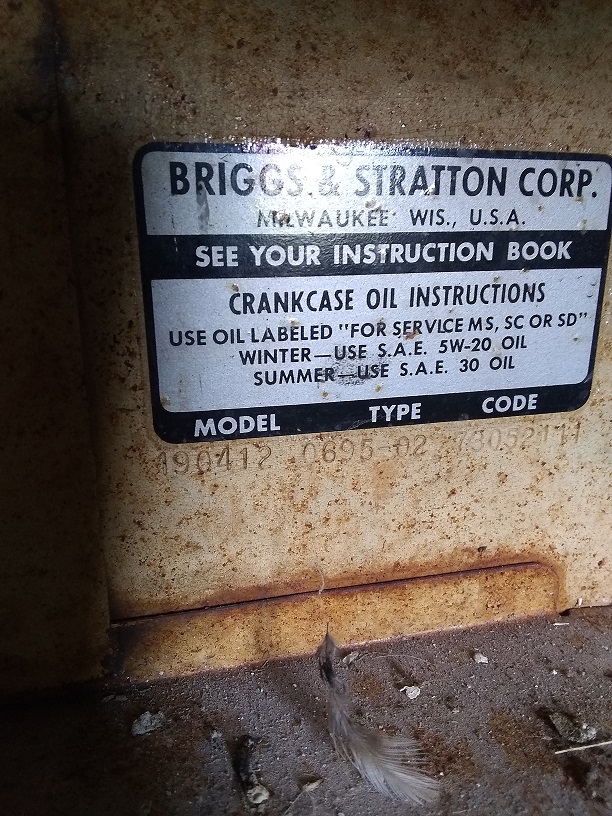 BRIGGS & STRATTON CORP.
MILWAUKEE WIS., U.S.A.
SEE YOUR INSTRUCTION BOOK
CRANKCASE OIL INSTRUCTIONS
USE OIL LABELED "FOR SERVICE MS, SC OR SD"
WINTER—USE S.A.E. 5W-20 OIL
SUMMER—USE S.A.E. 30 OIL
MODEL TYPE CODE
190412 0695-02 73052111